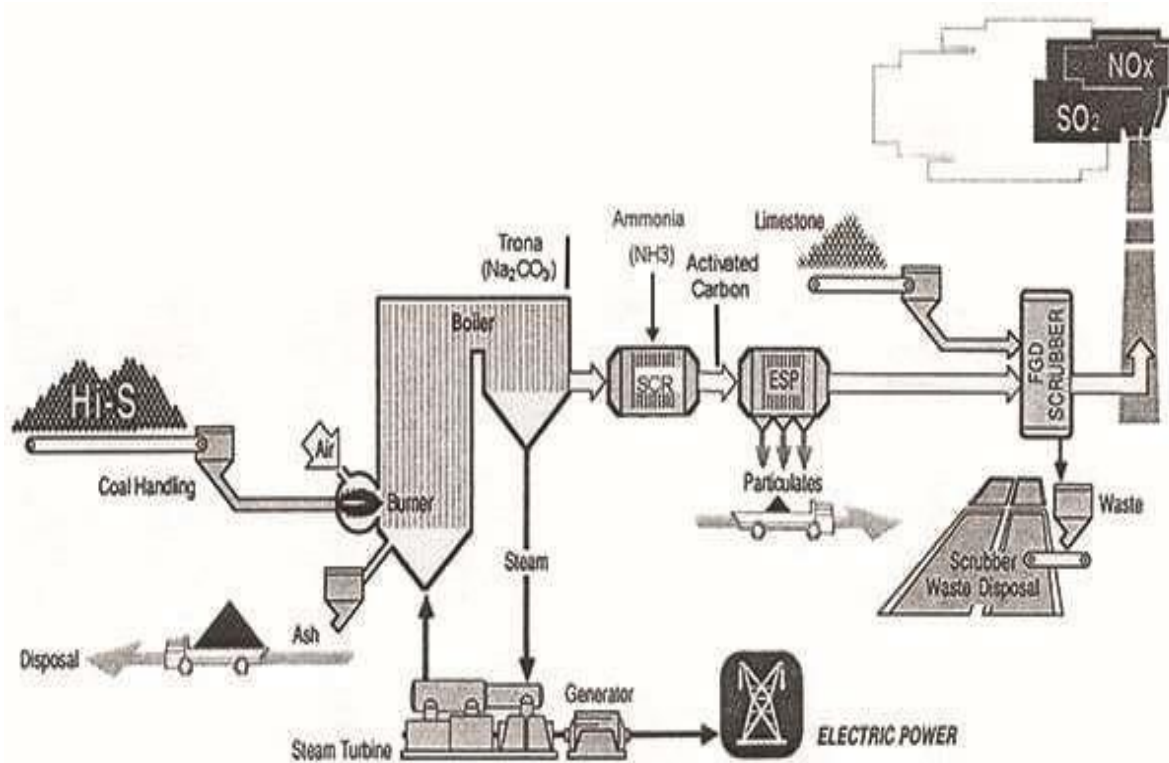 NOx
SO2
Trona
(Na2CO3)
Ammonia
(NH3)
Activated
Carbon
Limestone
Boiler
SCR
ESP
FGD
SCRUBBER
Hi-S
Air
Coal Handling
Burner
Particulates
Waste
Steam
Scrubber
Waste Disposal
Ash
Disposal
Generator
Steam Turbine
ELECTRIC POWER